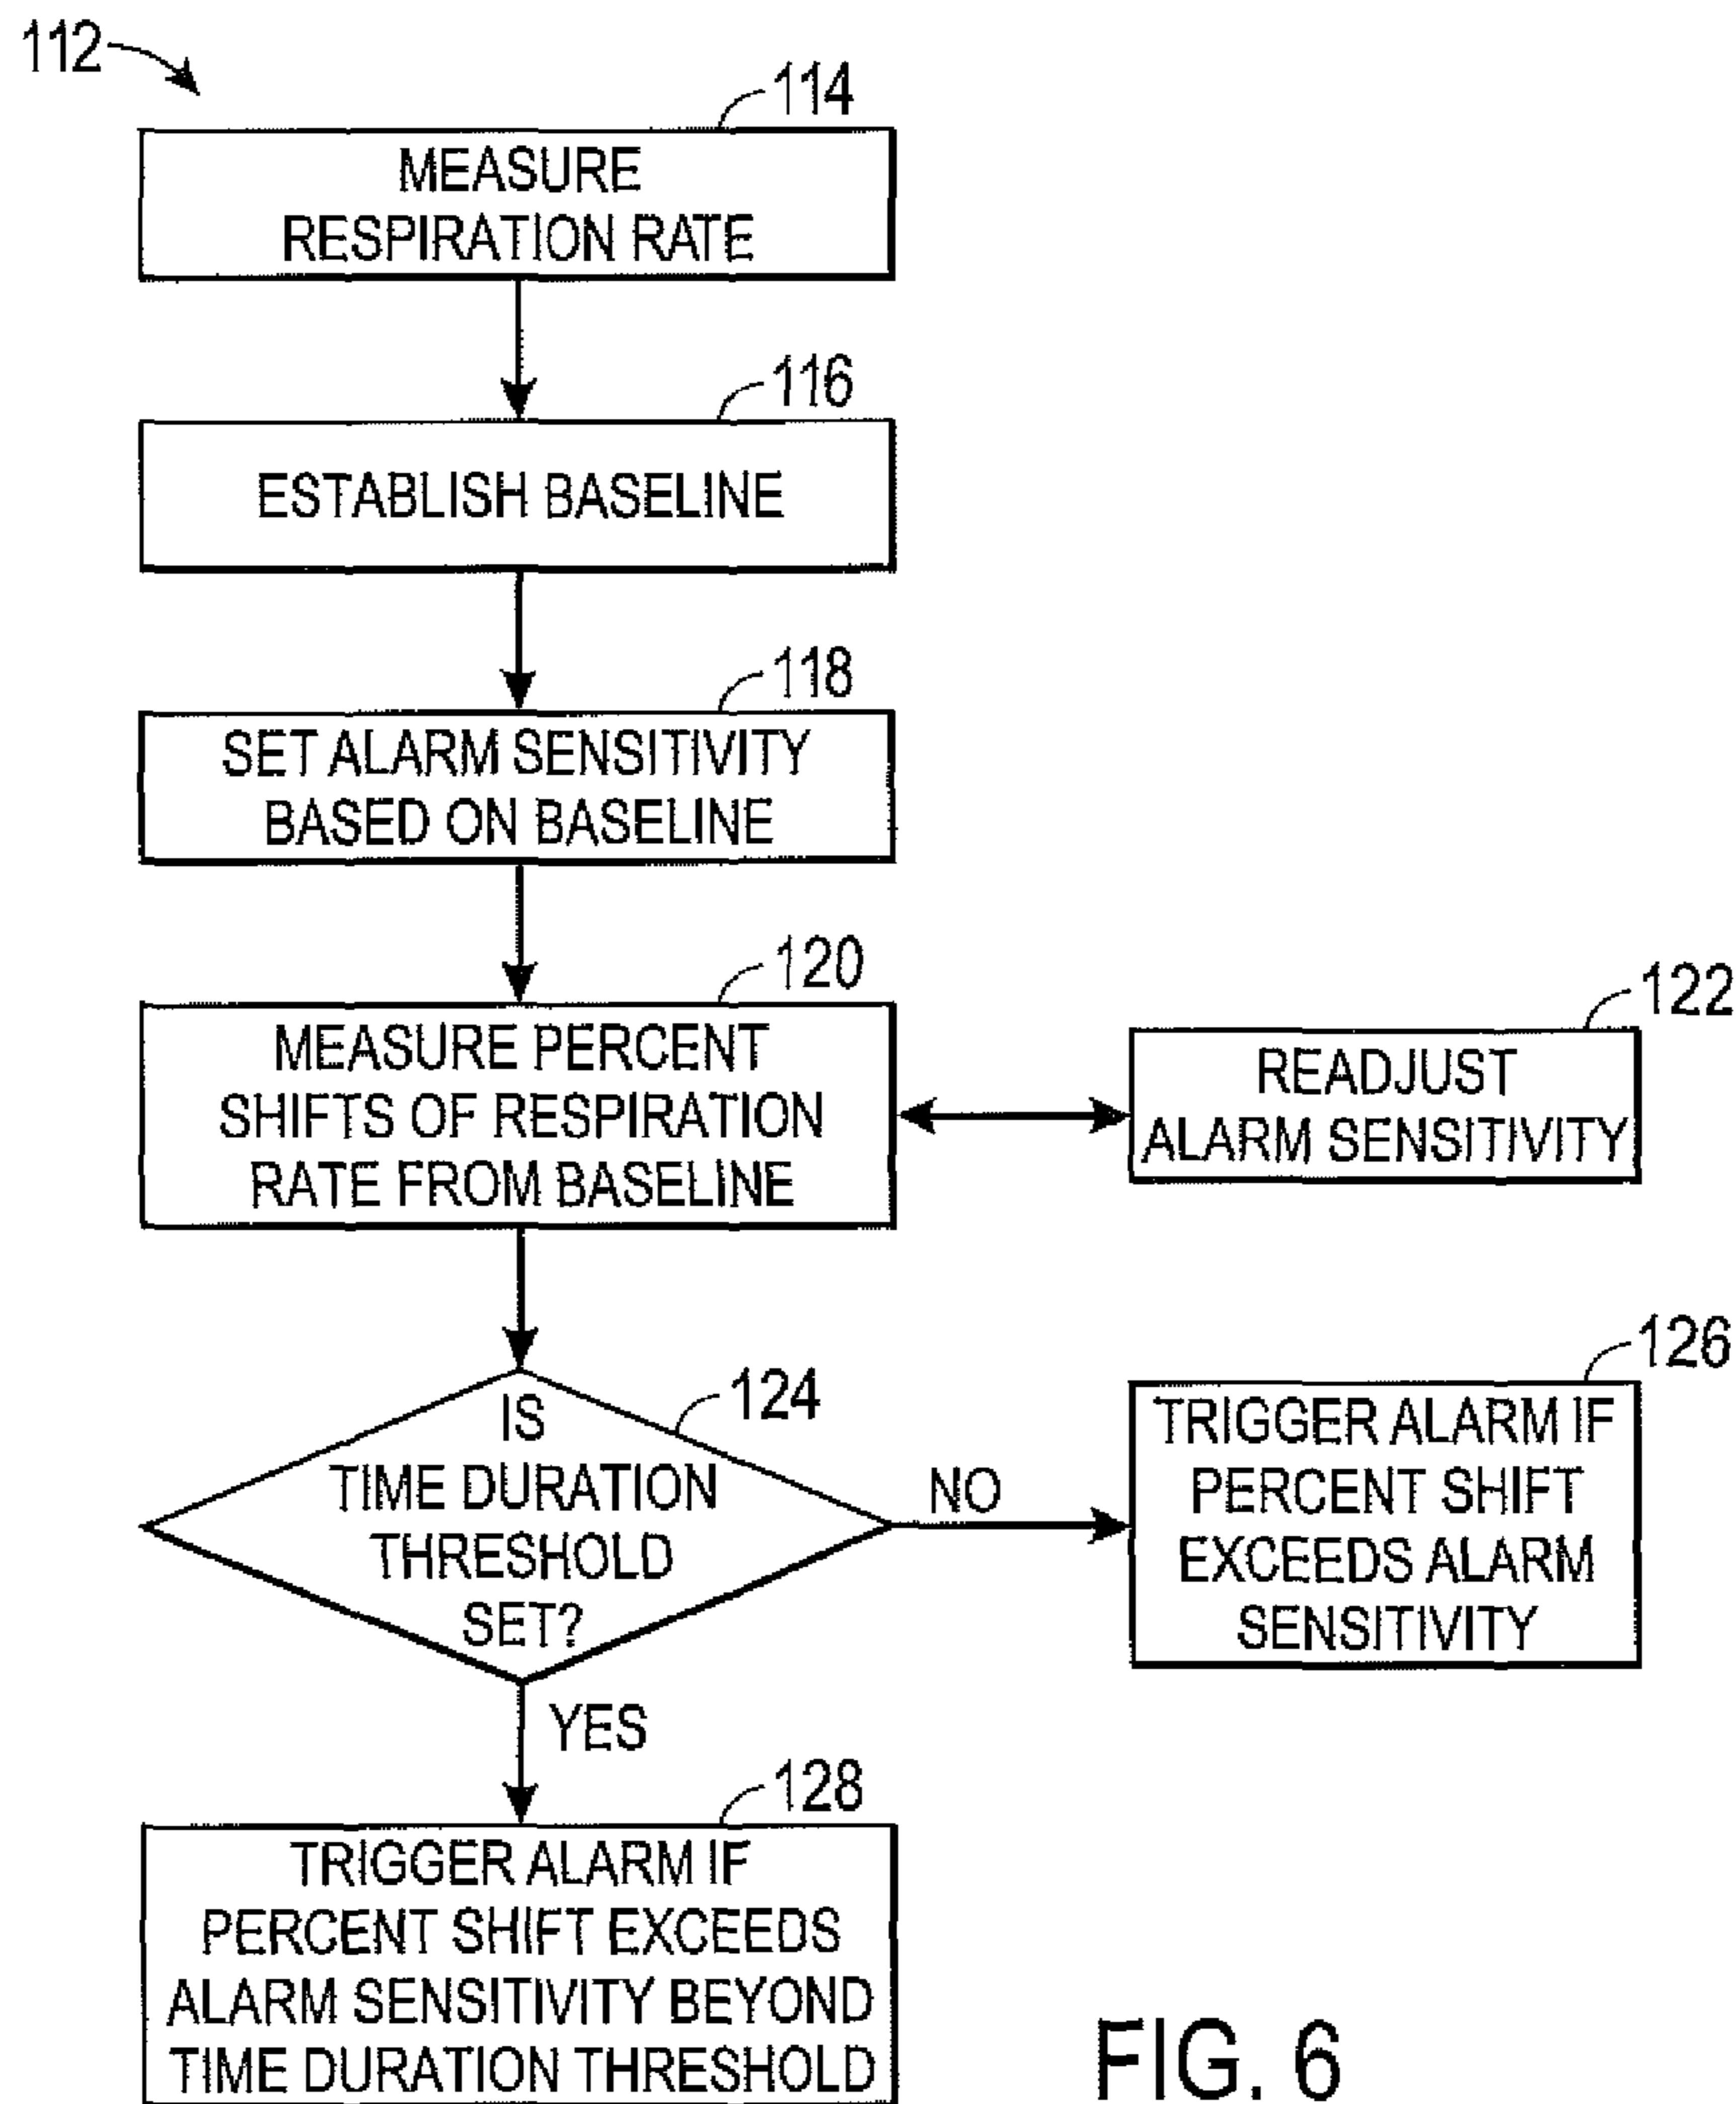 112
114
MEASURE
RESPIRATION RATE
116
ESTABLISH BASELINE
118
SET ALARM SENSITIVITY
BASED ON BASELINE
120
MEASURE PERCENT
SHIFTS OF RESPIRATION
RATE FROM BASELINE
122
READJUST
ALARM SENSITIVITY
124
IS
TIME DURATION
THRESHOLD
SET?
NO
126
TRIGGER ALARM IF
PERCENT SHIFT
EXCEEDS ALARM
SENSITIVITY
YES
128
TRIGGER ALARM IF
PERCENT SHIFT EXCEEDS
ALARM SENSITIVITY BEYOND
TIME DURATION THRESHOLD
FIG. 6